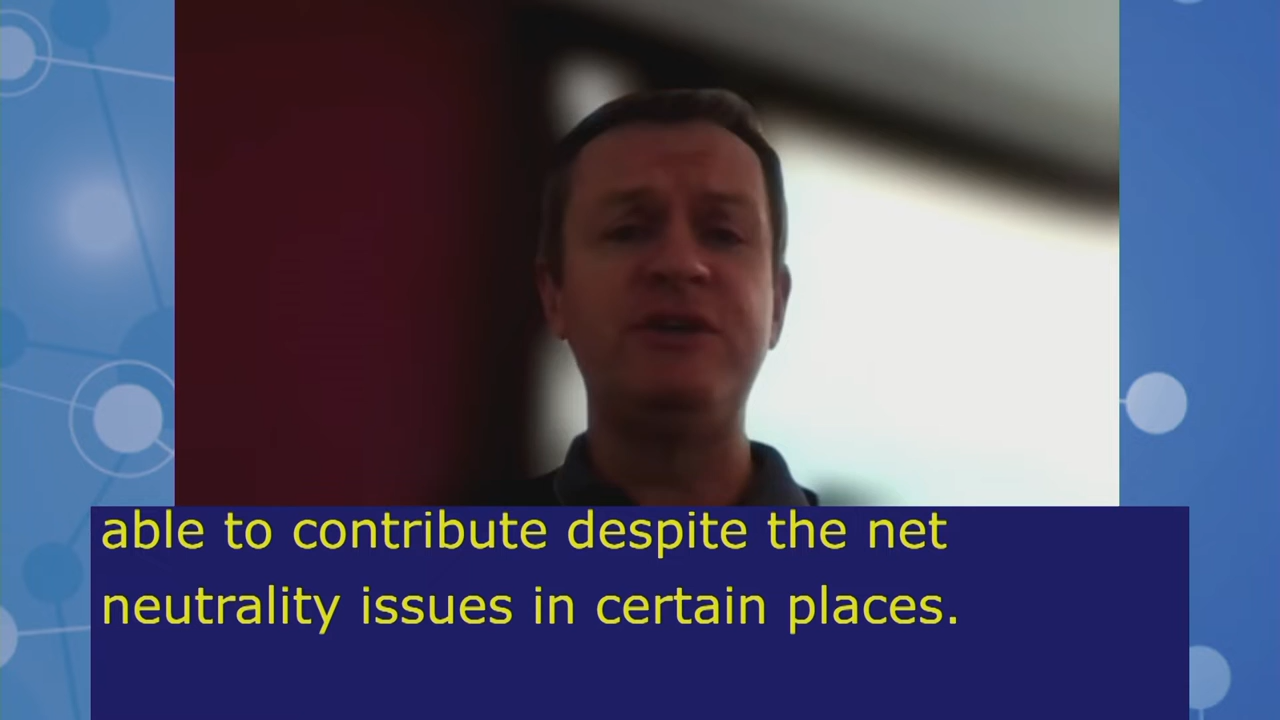 able to contribute despite the net
neutrality issues in certain places.